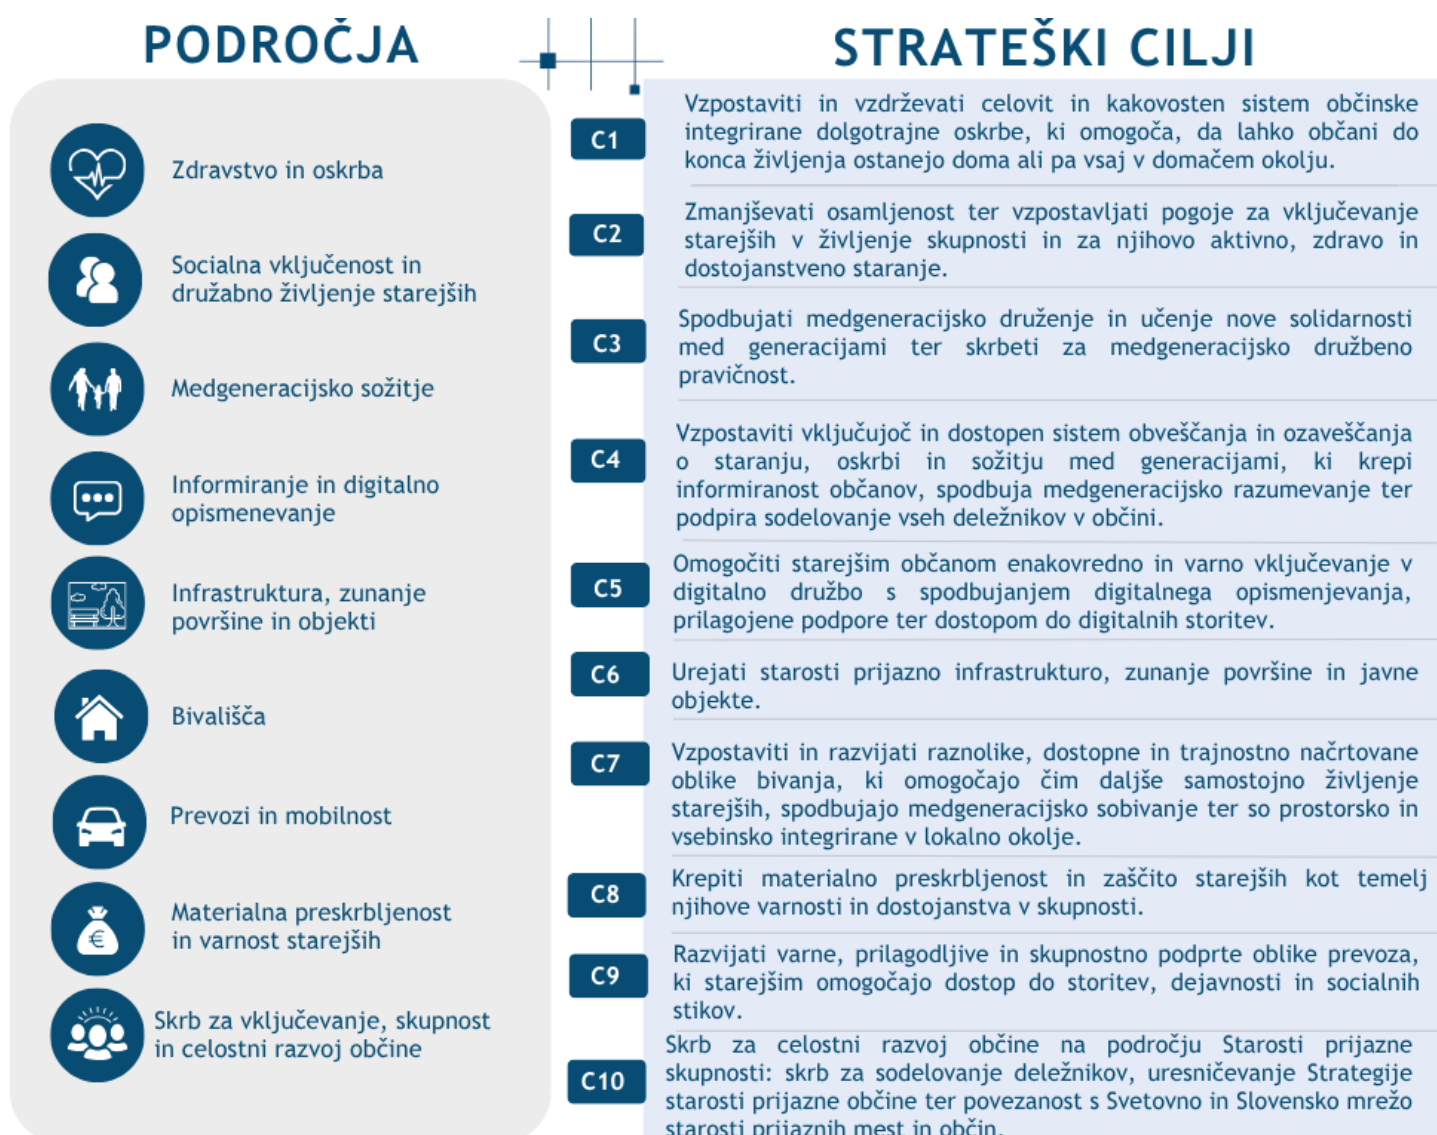 PODROČJA
Zdravstvo in oskrba
Socialna vključenost in
družabno življenje starejših
Medgeneracijsko sožitje
Informiranje in digitalno
opismenevanje
Infrastruktura, zunanje
površine in objekti
Bivališča
Prevozi in mobilnost
Materialna preskrbljenost
in varnost starejših
€
Skrb za vključevanje, skupnost
in celostni razvoj občine
STRATEŠKI CILJI
C1
Vzpostaviti in vzdrževati celovit in kakovosten sistem občinske
integrirane dolgotrajne oskrbe, ki omogoča, da lahko občani do
konca življenja ostanejo doma ali pa vsaj v domačem okolju.
C2
Zmanjševati osamljenost ter vzpostavljati pogoje za vključevanje
starejših v življenje skupnosti in za njihovo aktivno, zdravo in
dostojanstveno staranje.
C3
Spodbujati medgeneracijsko druženje in učenje nove solidarnosti
med generacijami ter skrbeti za medgeneracijsko družbeno
pravičnost.
C4
Vzpostaviti vključujoč in dostopen sistem obveščanja in ozaveščanja
o staranju, oskrbi in sožitju med generacijami, ki krepi
informiranost občanov, spodbuja medgeneracijsko razumevanje ter
podpira sodelovanje vseh deležnikov v občini.
C5
Omogočiti starejšim občanom enakovredno in varno vključevanje v
digitalno družbo s spodbujanjem digitalnega opismenjevanja,
prilagojene podpore ter dostopom do digitalnih storitev.
C6
Urejati starosti prijazno infrastrukturo, zunanje površine in javne
objekte.
C7
Vzpostaviti in razvijati raznolike, dostopne in trajnostno načrtovane
oblike bivanja, ki omogočajo čim daljše samostojno življenje
starejših, spodbujajo medgeneracijsko sobivanje ter so prostorsko in
vsebinsko integrirane v lokalno okolje.
C8
Krepiti materialno preskrbljenost in zaščito starejših kot temelj
njihove varnosti in dostojanstva v skupnosti.
C9
Razvijati varne, prilagodljive in skupnostno podprte oblike prevoza,
ki starejšim omogočajo dostop do storitev, dejavnosti in socialnih
stikov.
C10
Skrb za celostni razvoj občine na področju Starosti prijazne
skupnosti: skrb za sodelovanje deležnikov, uresničevanje Strategije
starosti prijazne občine ter povezanost s Svetovno in Slovensko mrežo
starosti prijaznih mest in občin.